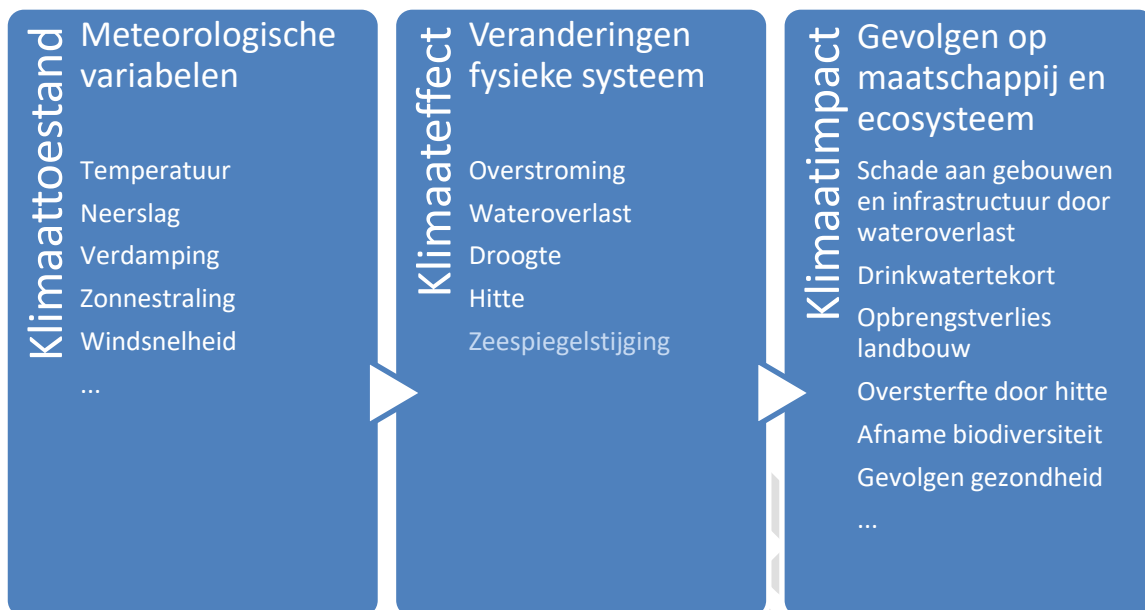 Klimaattoestand
Meteorologische
variabelen
Temperatuur
Neerslag
Verdamping
Zonnestraling
Windsnelheid
...
Klimaateffect
Veranderingen
fysieke systeem
Overstroming
Wateroverlast
Droogte
Hitte
Zeespiegelstijging
Klimaatimpact
Gevolgen op
maatschappij en
ecosysteem
Schade aan gebouwen
en infrastructuur door
wateroverlast
Drinkwatertekort
Opbrengstverlies
landbouw
Oversterfte door hitte
Afname biodiversiteit
Gevolgen gezondheid
...